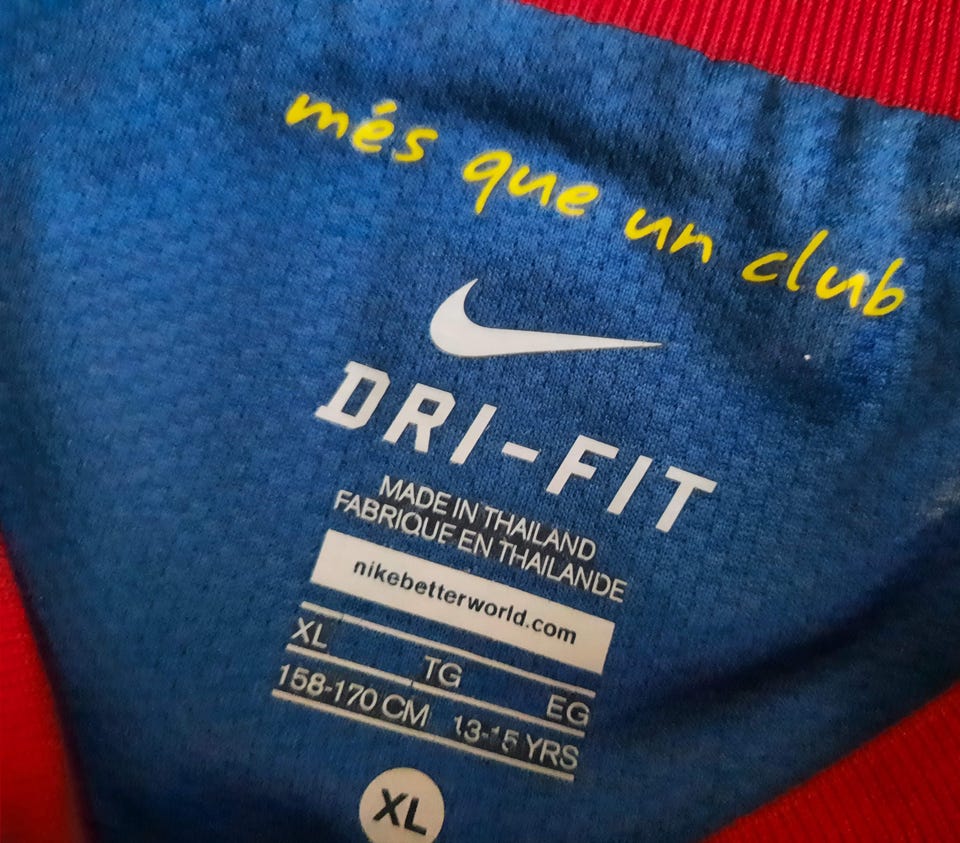 més que un club
DRI-FIT
MADE IN THAILAND
FABRIQUE EN THAILANDE
nikebetterworld.com
XL TG EG
158-170 CM 13-15 YRS
XL